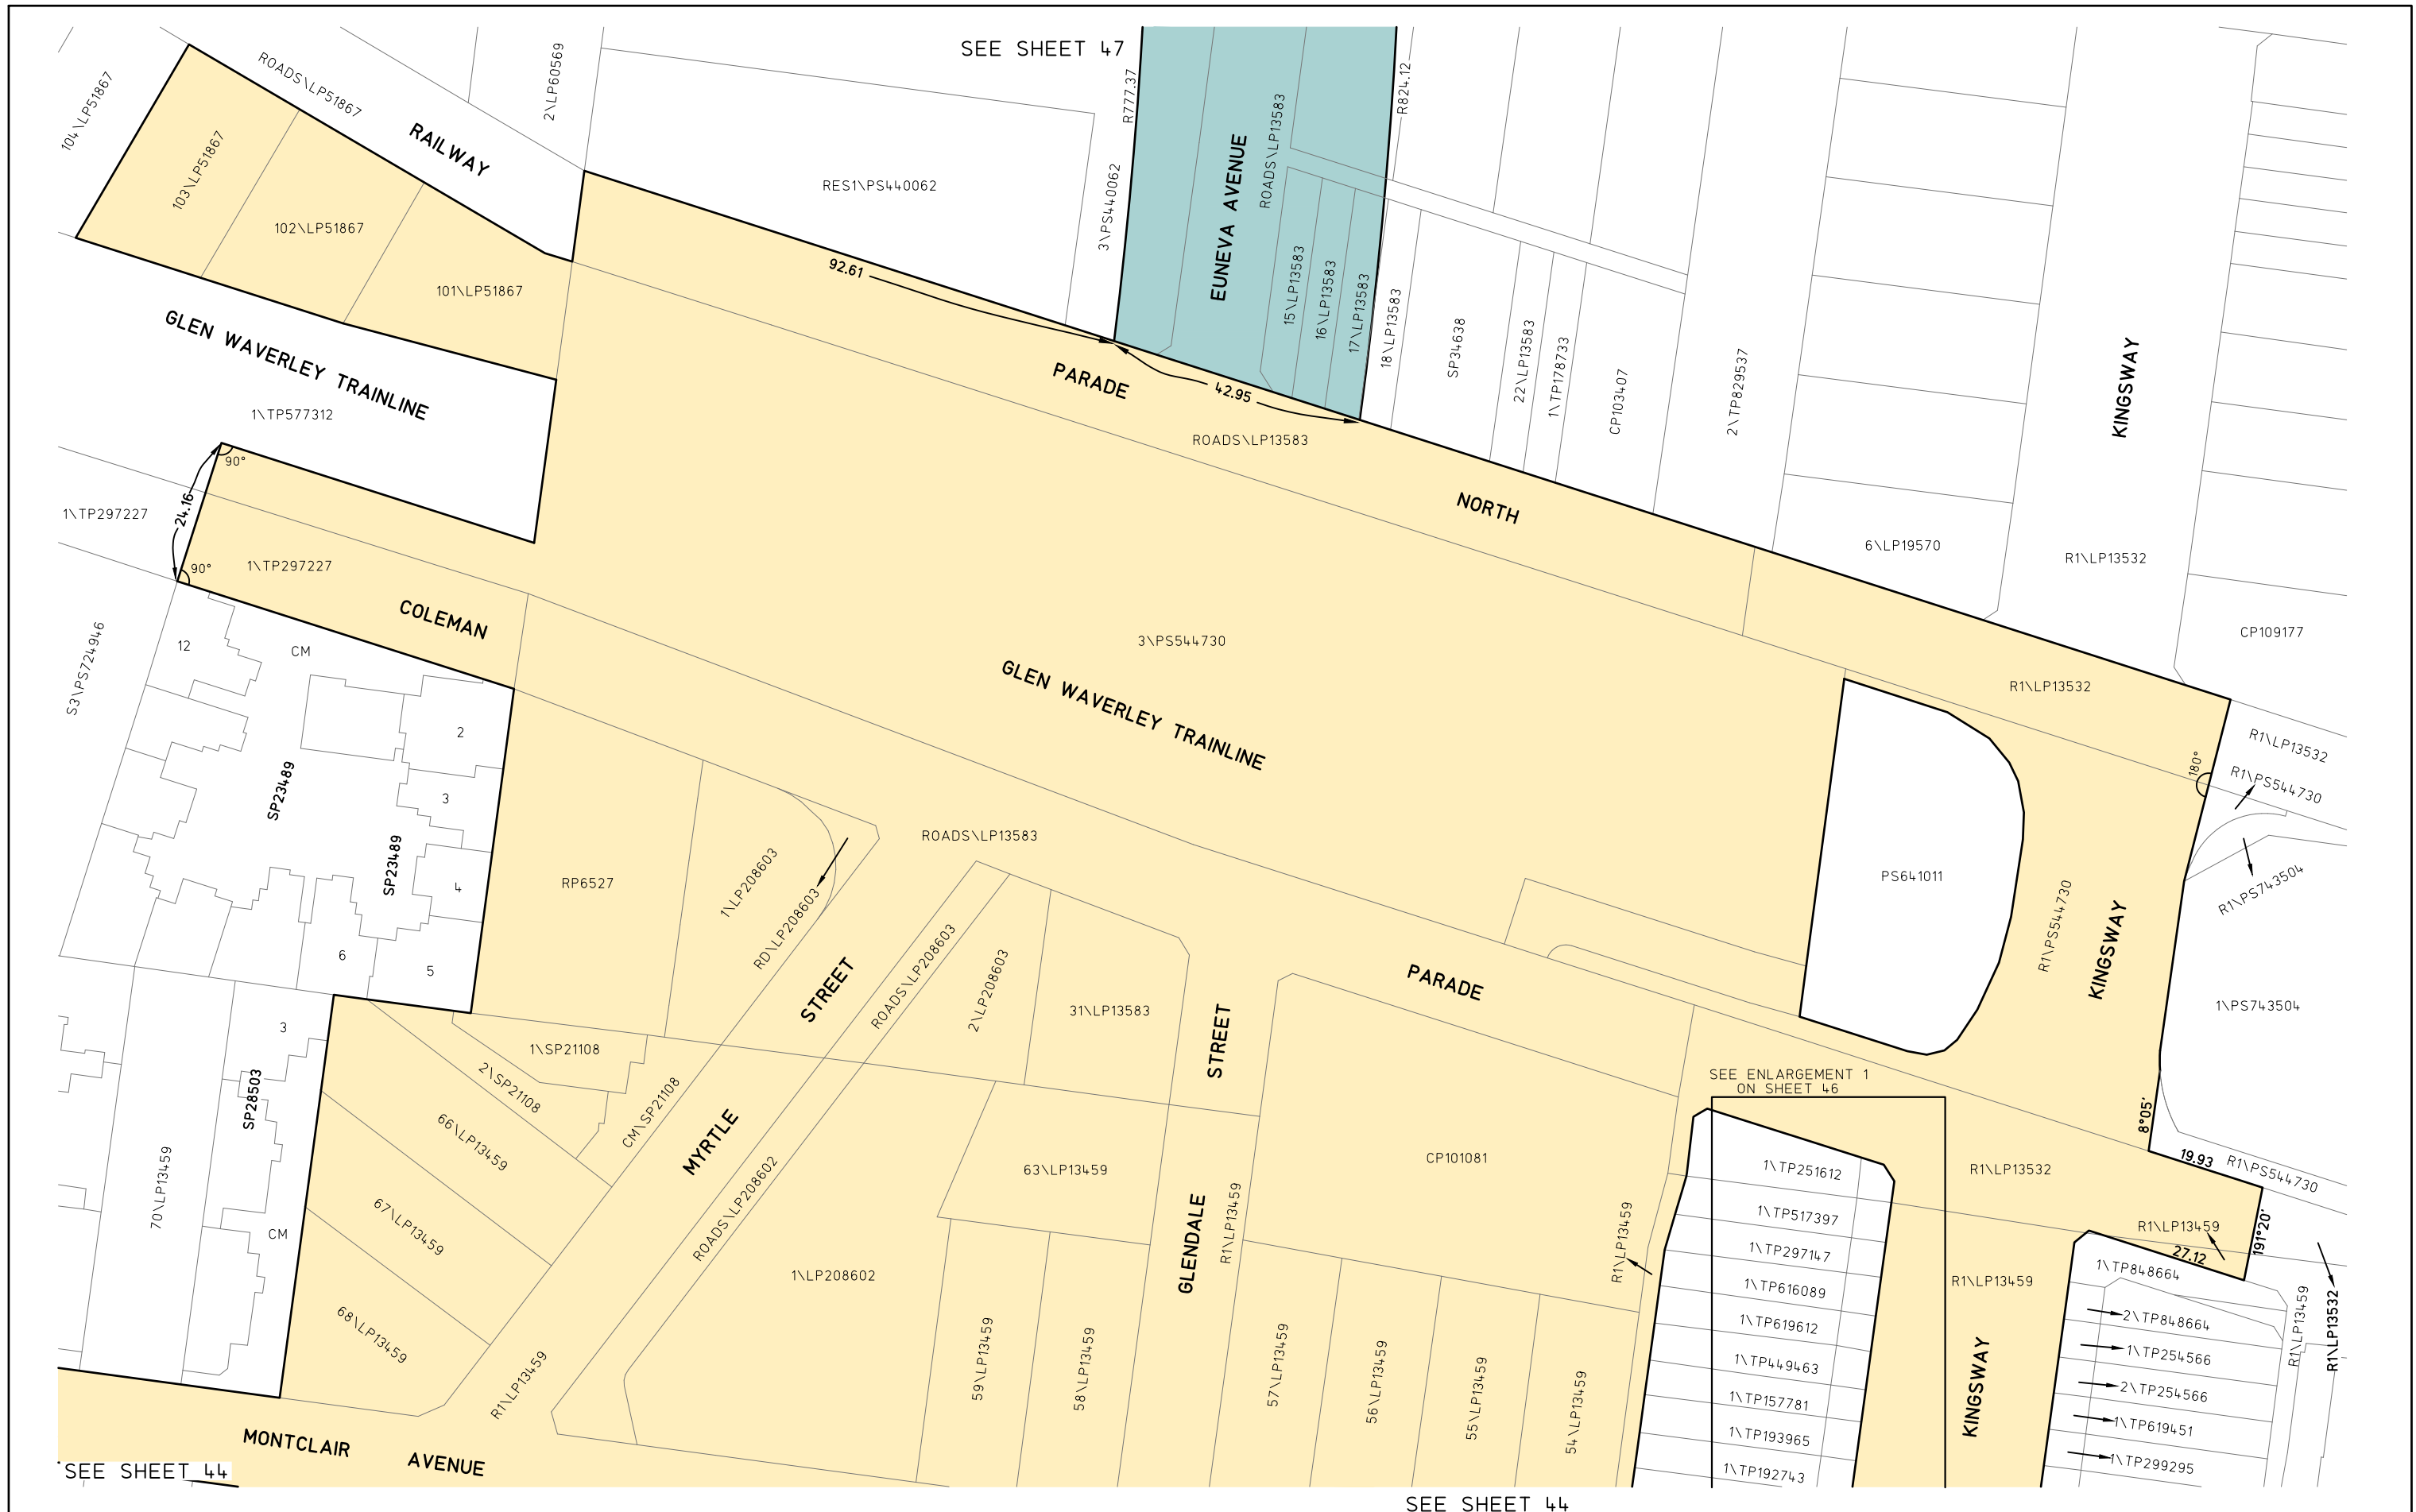 SEE SHEET 47
104\LP51867
ROADS\LP51867
RAILWAY
2\LP60569
103\LP51867
102\LP51867
101\LP51867
RES1\PS440062
3\PS440062
R777.37
R824.12
EUNEVA AVENUE
ROADS\LP13583
15\LP13583
16\LP13583
17\LP13583
18\LP13583
SP34638
22\LP13583
1\TP178733
CP103407
2\TP829537
KINGSWAY
92.61
42.95
PARADE
ROADS\LP13583
NORTH
6\LP19570
R1\LP13532
CP109177
GLEN WAVERLEY TRAINLINE
1\TP577312
90°
24.16
1\TP297227
90°
1\TP297227
COLEMAN
3\PS544730
GLEN WAVERLEY TRAINLINE
R1\LP13532
R1\LP13532
180°
R1\PS544730
R1\PS743504
1\PS743504
PS641011
R1\PS544730
KINGSWAY
S3\PS724946
12
CM
2
3
4
5
6
SP23489
SP23489
RP6527
1\LP208603
RD\LP208603
ROADS\LP13583
STREET
ROADS\LP208603
2\LP208603
31\LP13583
STREET
PARADE
3
SP28503
CM
70\LP13459
1\SP21108
2\SP21108
CM\SP21108
66\LP13459
67\LP13459
68\LP13459
MYRTLE
ROADS\LP208602
1\LP208602
63\LP13459
GLENDALE
R1\LP13459
CP101081
59\LP13459
58\LP13459
57\LP13459
56\LP13459
55\LP13459
54\LP13459
R1\LP13459
SEE ENLARGEMENT 1
ON SHEET 46
1\TP251612
1\TP517397
1\TP297147
1\TP616089
1\TP619612
1\TP449463
1\TP157781
1\TP193965
1\TP192743
8°05'
19.93
R1\PS544730
R1\LP13532
R1\LP13459
191°20'
27.12
R1\LP13459
KINGSWAY
1\TP848664
2\TP848664
1\TP254566
2\TP254566
1\TP619451
1\TP299295
R1\LP13459
R1\LP13532
R1\LP13459
MONTCLAIR AVENUE
SEE SHEET 44
SEE SHEET 44